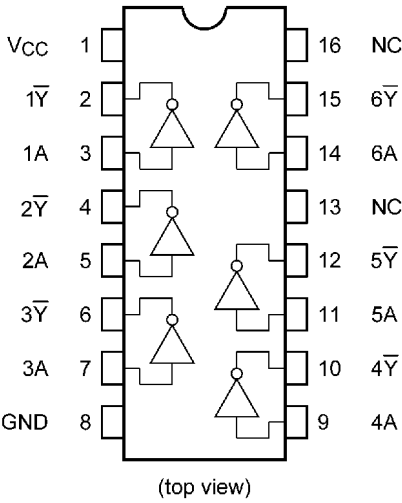 VCC 1 16 NC
1Y̅ 2 15 6Y̅
1A 3 14 6A
2Y̅ 4 13 NC
2A 5 12 5Y̅
3Y̅ 6 11 5A
3A 7 10 4Y̅
GND 8 9 4A
(top view)